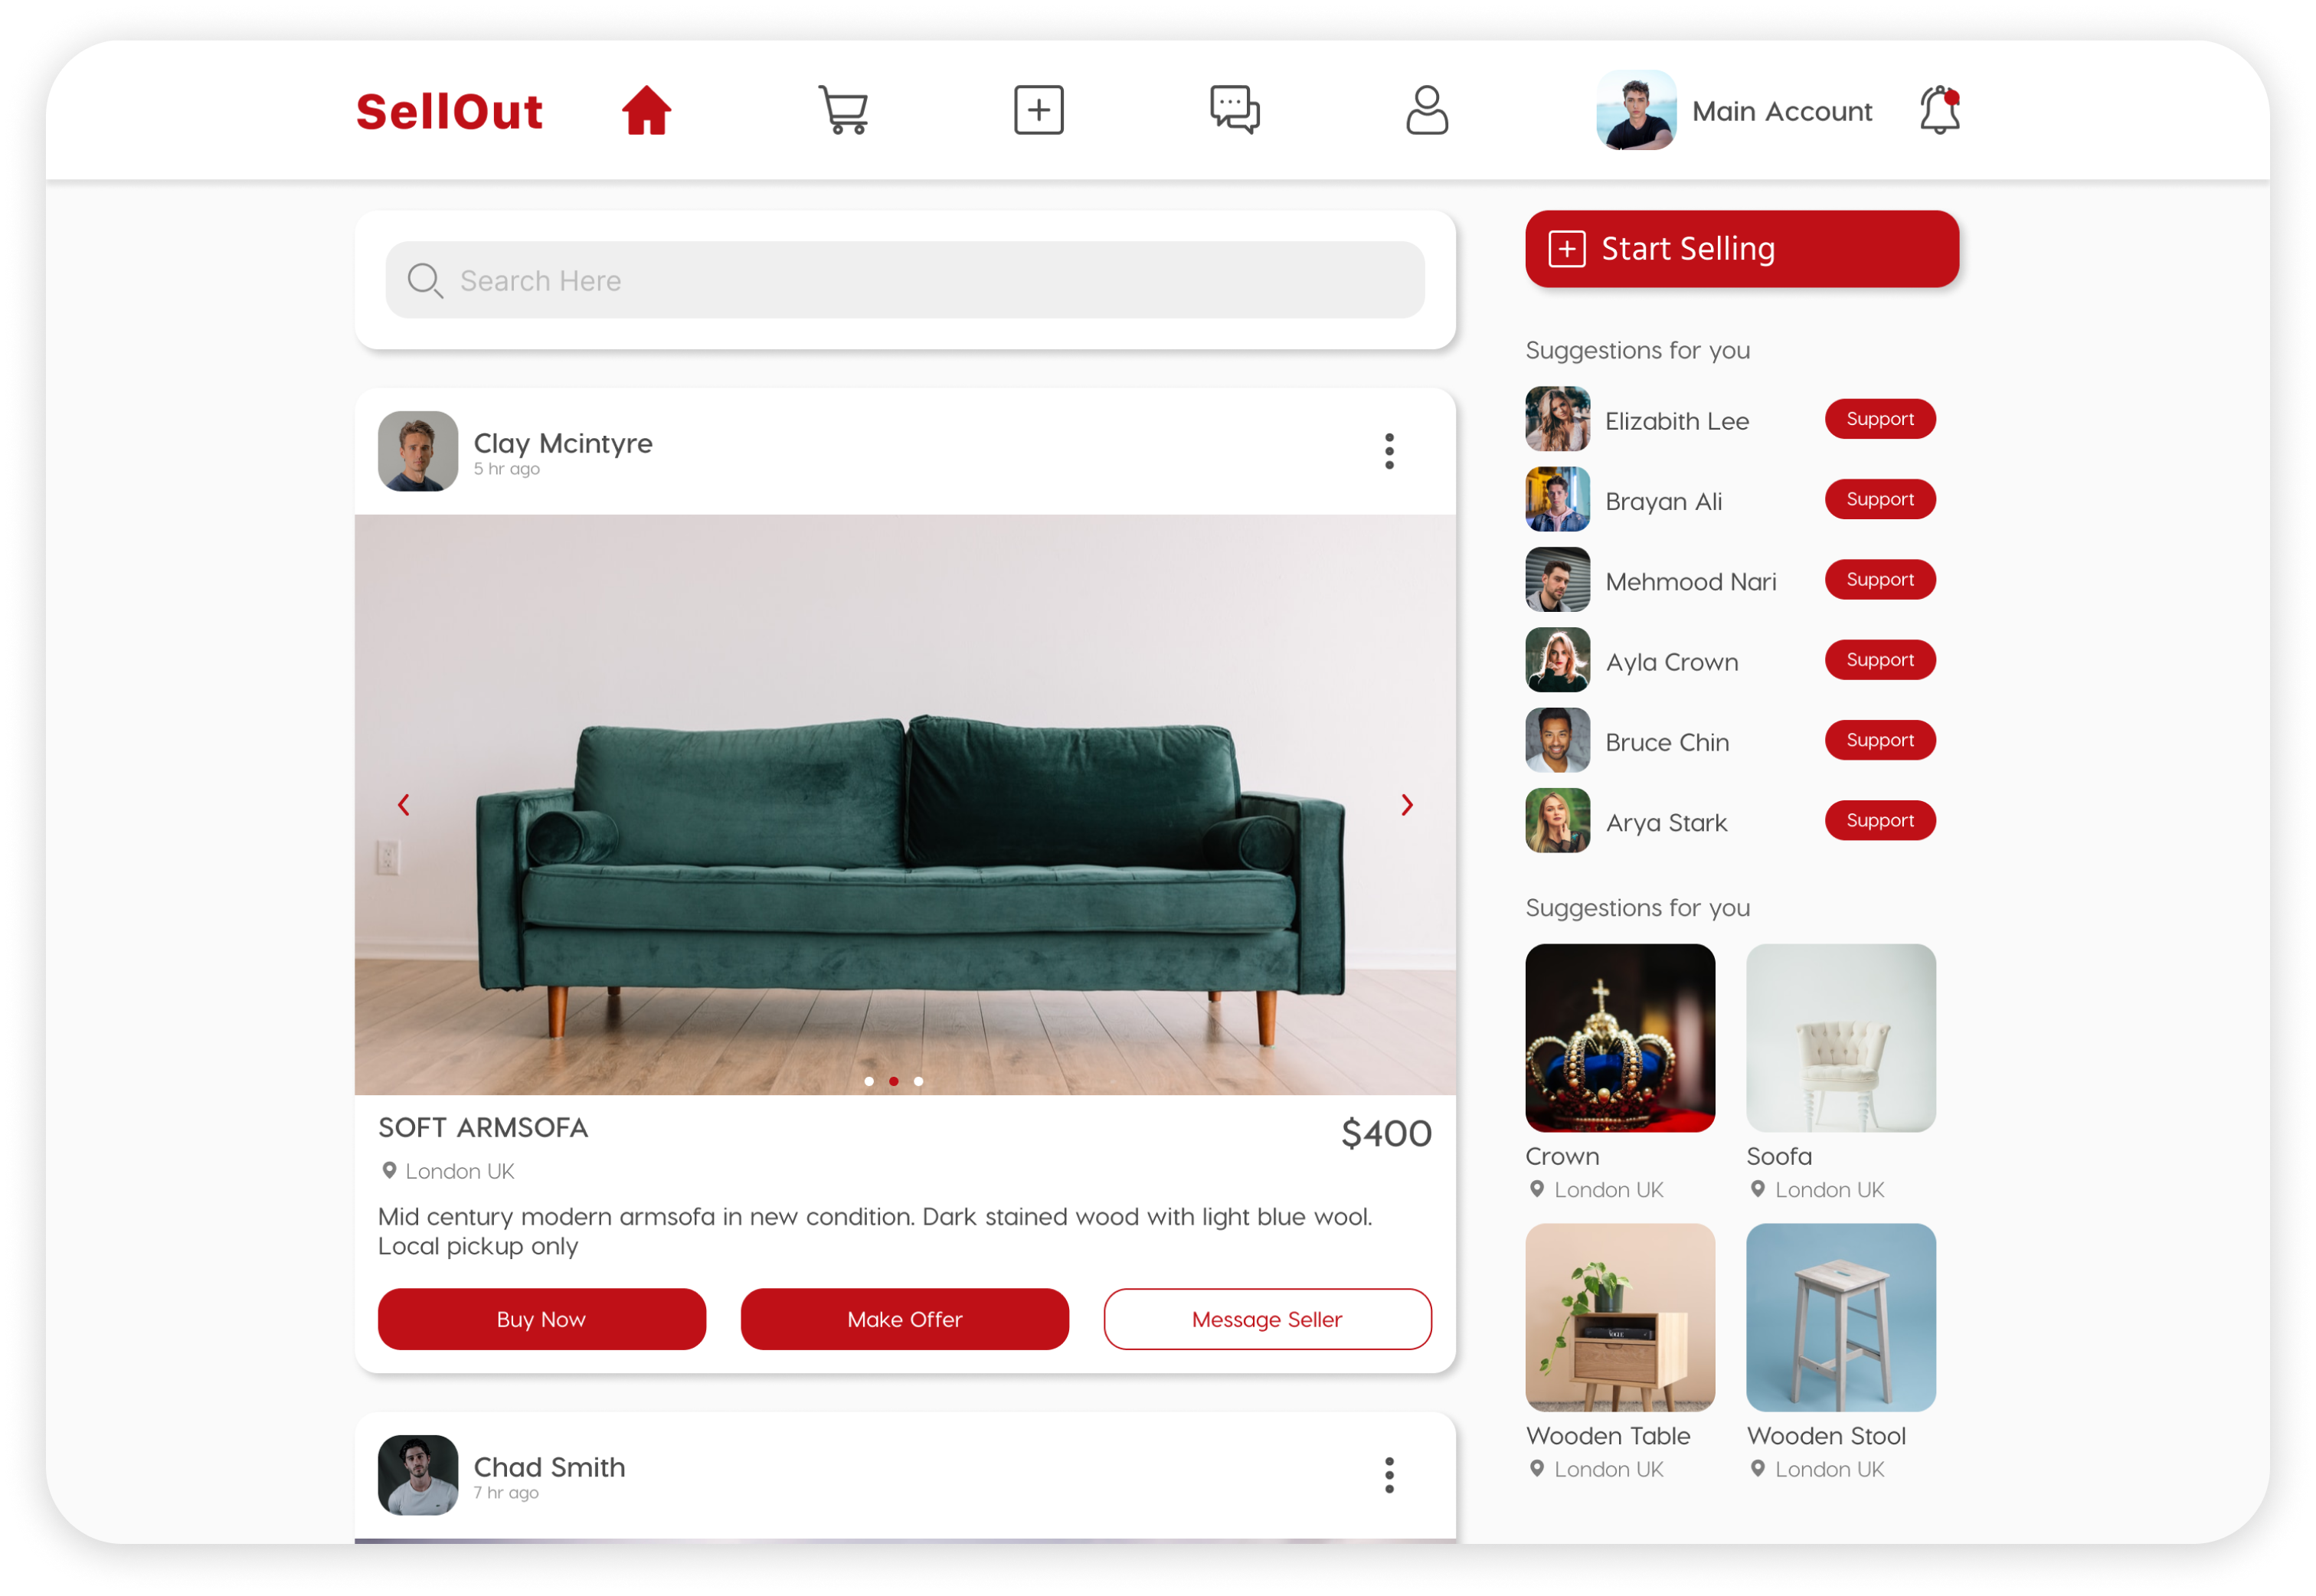 SellOut
Main Account
Search Here
Start Selling
Clay Mcintyre
5 hr ago
SOFT ARMSOFA
$400
London UK
Mid century modern armsofa in new condition. Dark stained wood with light blue wool.
Local pickup only
Buy Now
Make Offer
Message Seller
Chad Smith
7 hr ago
Suggestions for you
Elizabith Lee
Support
Brayan Ali
Support
Mehmood Nari
Support
Ayla Crown
Support
Bruce Chin
Support
Arya Stark
Support
Suggestions for you
Crown
London UK
Soofa
London UK
VOGUE
Wooden Table
London UK
Wooden Stool
London UK